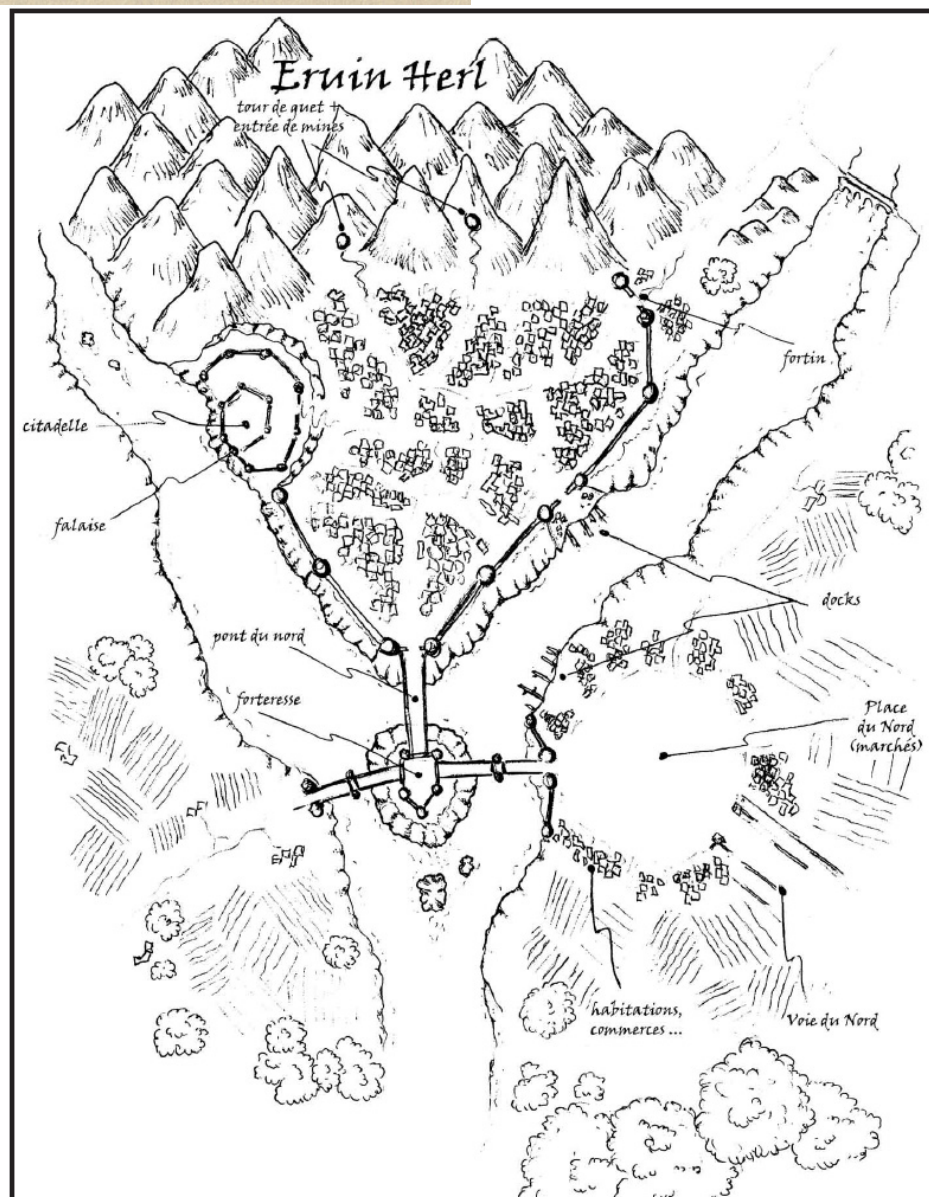 Eruin Herl
tour de guet +
entrée de mines
fortin
citadelle
falaise
docks
pont du nord
forteresse
Place
du Nord
(marchés)
habitations,
commerces ...
Voie du Nord